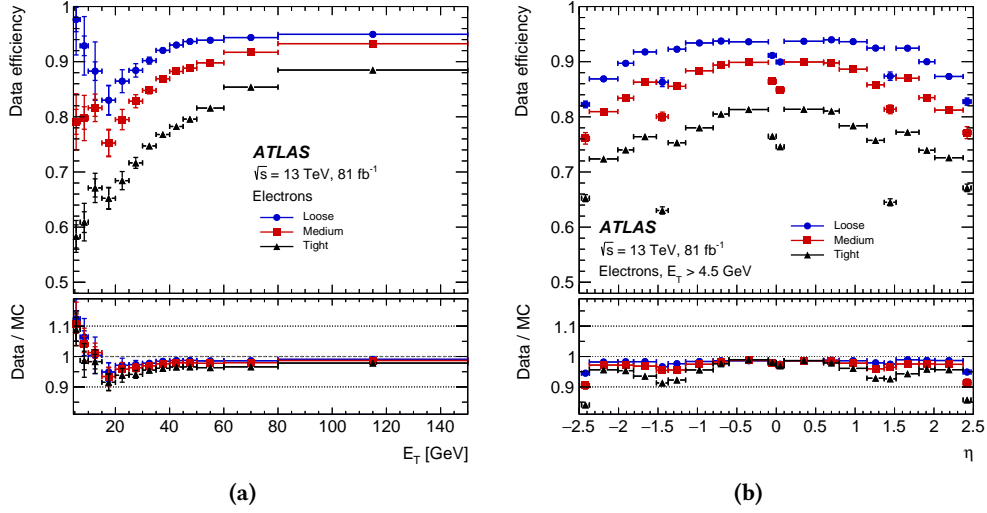 Data efficiency
1
0.9
0.8
0.7
0.6
0.5
ATLAS
√s = 13 TeV, 81 fb⁻¹
Electrons
Loose
Medium
Tight
Data / MC
1.1
1
0.9
20 40 60 80 100 120 140
E_T [GeV]
(a)
Data efficiency
1
0.9
0.8
0.7
0.6
0.5
ATLAS
√s = 13 TeV, 81 fb⁻¹
Electrons, E_T > 4.5 GeV
Loose
Medium
Tight
Data / MC
1.1
1
0.9
−2.5 −2 −1.5 −1 −0.5 0 0.5 1 1.5 2 2.5
η
(b)